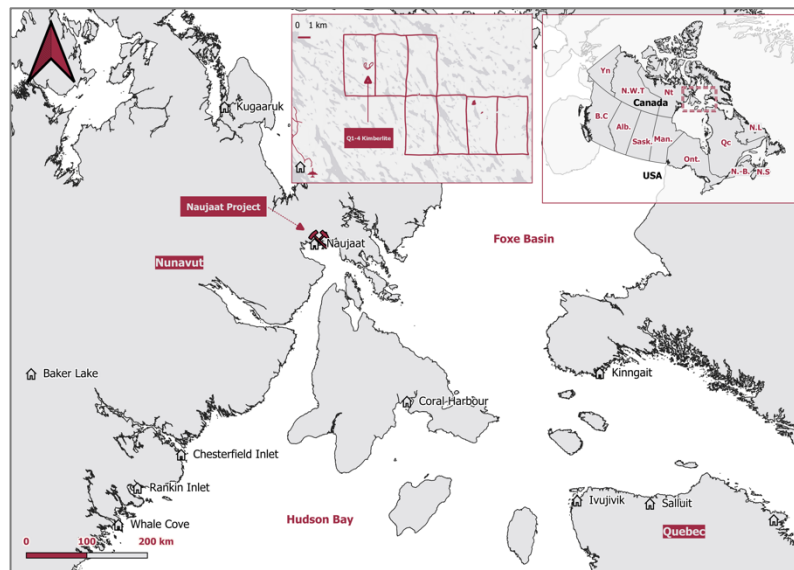 0 1 km
Q1-4 Kimberlite
Yn
N.W.T
Nt
Canada
B.C
Alb.
Sask.
Man.
Ont.
Qc
N.L
N.-B.
N.S
USA
Kugaaruk
Naujaat Project
Naujaat
Foxe Basin
Nunavut
Baker Lake
Coral Harbour
Kinngait
Chesterfield Inlet
Rankin Inlet
Whale Cove
Hudson Bay
Ivujivik
Salluit
Quebec
0 100 200 km